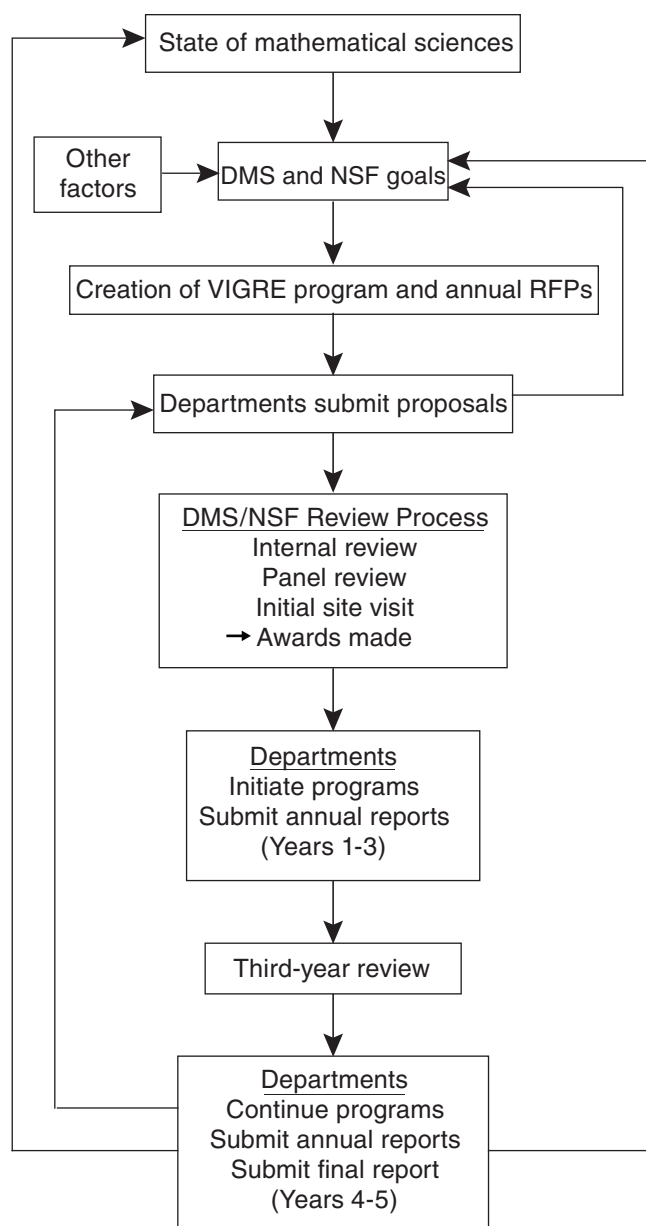 State of mathematical sciences
Other
factors
DMS and NSF goals
Creation of VIGRE program and annual RFPs
Departments submit proposals
DMS/NSF Review Process
Internal review
Panel review
Initial site visit
→ Awards made
Departments
Initiate programs
Submit annual reports
(Years 1-3)
Third-year review
Departments
Continue programs
Submit annual reports
Submit final report
(Years 4-5)